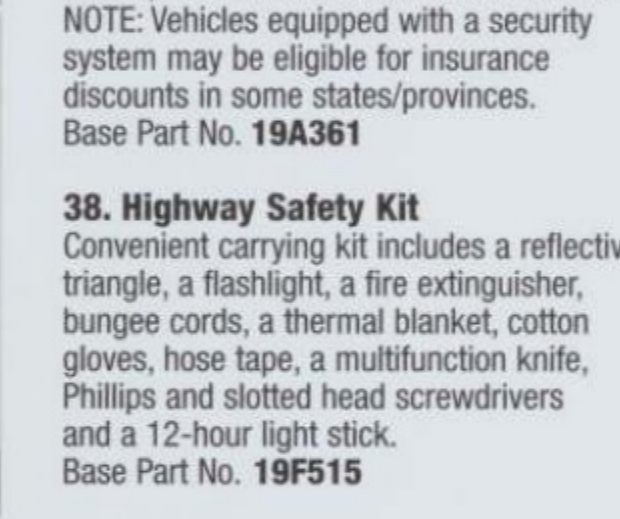 NOTE: Vehicles equipped with a security
system may be eligible for insurance
discounts in some states/provinces.
Base Part No. 19A361
38. Highway Safety Kit
Convenient carrying kit includes a reflectiv
triangle, a flashlight, a fire extinguisher,
bungee cords, a thermal blanket, cotton
gloves, hose tape, a multifunction knife,
Phillips and slotted head screwdrivers
and a 12-hour light stick.
Base Part No. 19F515